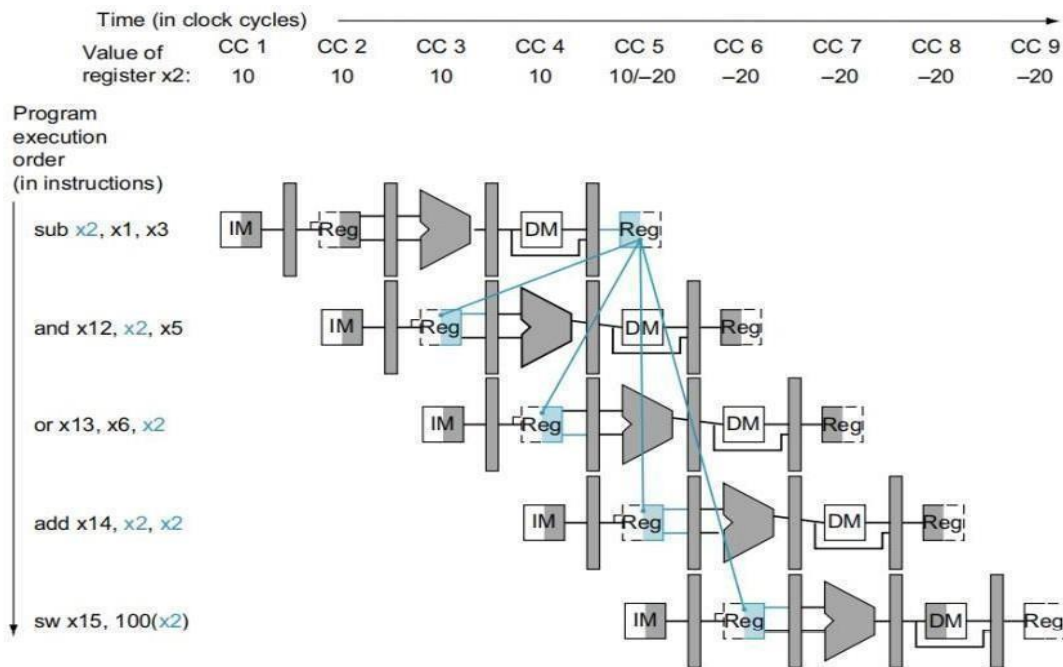 Time (in clock cycles)
Value of register x2:
CC 1 CC 2 CC 3 CC 4 CC 5 CC 6 CC 7 CC 8 CC 9
10 10 10 10 10/–20 –20 –20 –20 –20
Program
execution
order
(in instructions)
sub x2, x1, x3
IM Reg DM Reg
and x12, x2, x5
IM Reg DM Reg
or x13, x6, x2
IM Reg DM Reg
add x14, x2, x2
IM Reg DM Reg
sw x15, 100(x2)
IM Reg DM Reg